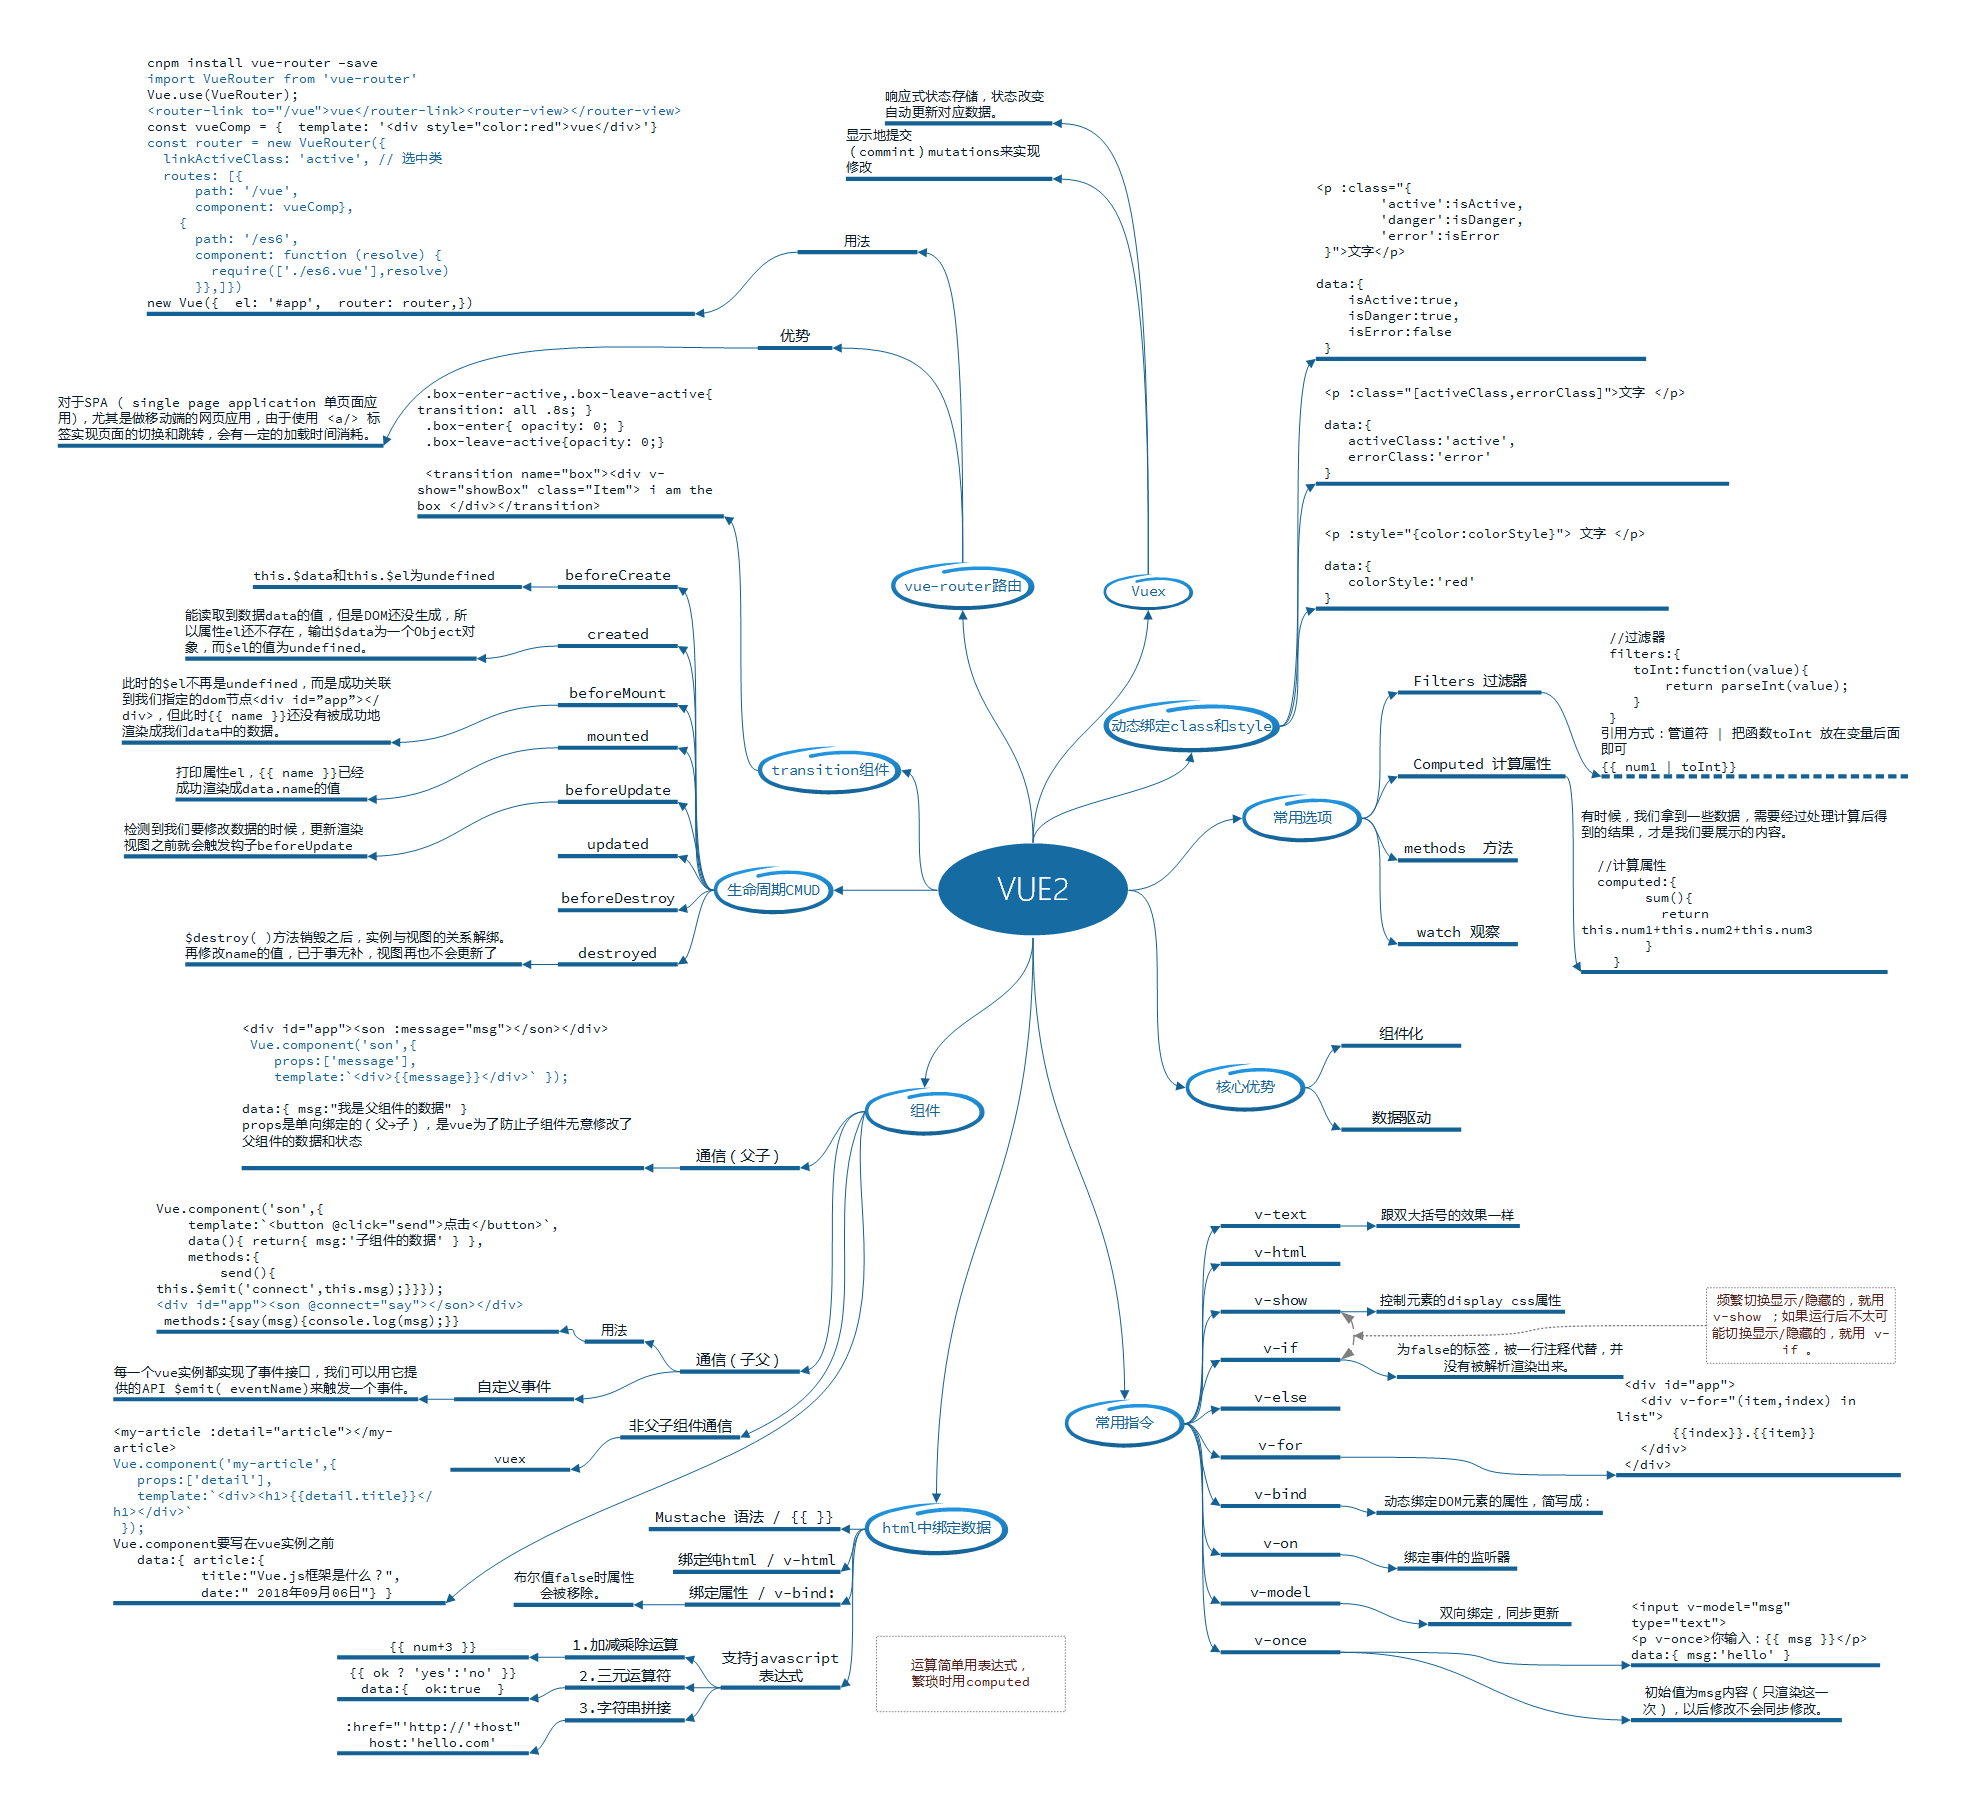 cnpm install vue-router –save
import VueRouter from 'vue-router'
Vue.use(VueRouter);
<router-link to="/vue">vue</router-link><router-view></router-view>
const vueComp = {  template: '<div style="color:red">vue</div>'}
const router = new VueRouter({
  linkActiveClass: 'active', // 选中类
  routes: [{
      path: '/vue',
      component: vueComp},
    {
      path: '/es6',
      component: function (resolve) {
        require(['./es6.vue'],resolve)
      }},]})
new Vue({  el: '#app',  router: router,})
用法
优势
对于SPA ( single page application 单页面应
用)，尤其是做移动端的网页应用，由于使用 <a/> 标
签实现页面的切换和跳转，会有一定的加载时间消耗。
vue-router路由
响应式状态存储，状态改变
自动更新对应数据。
显示地提交
（commint）mutations来实现
修改
Vuex
.box-enter-active,.box-leave-active{
transition: all .8s; }
.box-enter{ opacity: 0; }
.box-leave-active{opacity: 0;}
<transition name="box"><div v-
show="showBox" class="Item"> i am the
box </div></transition>
transition组件
<p :class="{
        'active':isActive,
        'danger':isDanger,
        'error':isError
 }">文字</p>
data:{
    isActive:true,
    isDanger:true,
    isError:false
 }
<p :class="[activeClass,errorClass]">文字 </p>
data:{
   activeClass:'active',
   errorClass:'error'
}
<p :style="{color:colorStyle}"> 文字 </p>
data:{
   colorStyle:'red'
}
动态绑定class和style
beforeCreate
this.$data和this.$el为undefined
created
能读取到数据data的值，但是DOM还没生成，所
以属性el还不存在，输出$data为一个Object对
象，而$el的值为undefined。
beforeMount
此时的$el不再是undefined，而是成功关联
到我们指定的dom节点<div id=”app”></
div>，但此时{{ name }}还没有被成功地
渲染成我们data中的数据。
mounted
打印属性el，{{ name }}已经
成功渲染成data.name的值
beforeUpdate
检测到我们要修改数据的时候，更新渲染
视图之前就会触发钩子beforeUpdate
updated
beforeDestroy
destroyed
$destroy( )方法销毁之后，实例与视图的关系解绑。
再修改name的值，已于事无补，视图再也不会更新了
生命周期CMUD
VUE2
常用选项
Filters 过滤器
//过滤器
filters:{
   toInt:function(value){
       return parseInt(value);
   }
}
引用方式：管道符 | 把函数toInt 放在变量后面
即可
{{ num1 | toInt}}
Computed 计算属性
有时候，我们拿到一些数据，需要经过处理计算后得
到的结果，才是我们要展示的内容。
//计算属性
computed:{
      sum(){
        return
this.num1+this.num2+this.num3
      }
  }
methods  方法
watch 观察
核心优势
组件化
数据驱动
组件
<div id="app"><son :message="msg"></son></div>
 Vue.component('son',{
    props:['message'],
    template:`<div>{{message}}</div>` });
data:{ msg:"我是父组件的数据" }
props是单向绑定的（父→子），是vue为了防止子组件无意修改了
父组件的数据和状态
通信（父子）
Vue.component('son',{
    template:`<button @click="send">点击</button>`,
    data(){ return{ msg:'子组件的数据' } },
    methods:{
        send(){
this.$emit('connect',this.msg);}}});
<div id="app"><son @connect="say"></son></div>
 methods:{say(msg){console.log(msg);}}
用法
通信（子父）
每一个vue实例都实现了事件接口，我们可以用它提
供的API $emit( eventName)来触发一个事件。
自定义事件
非父子组件通信
vuex
<my-article :detail="article"></my-
article>
Vue.component('my-article',{
   props:['detail'],
   template:`<div><h1>{{detail.title}}</
h1></div>`
 });
Vue.component要写在vue实例之前
   data:{ article:{
           title:"Vue.js框架是什么？",
           date:" 2018年09月06日"} }
html中绑定数据
Mustache 语法 / {{ }}
绑定纯html / v-html
绑定属性 / v-bind:
布尔值false时属性
会被移除。
支持javascript
表达式
1.加减乘除运算
{{ num+3 }}
2.三元运算符
{{ ok ? 'yes':'no' }}
data:{  ok:true  }
3.字符串拼接
:href="'http://'+host"
host:'hello.com'
运算简单用表达式，
繁琐时用computed
常用指令
v-text
跟双大括号的效果一样
v-html
v-show
控制元素的display css属性
v-if
为false的标签，被一行注释代替，并
没有被解析渲染出来。
频繁切换显示/隐藏的，就用
v-show ；如果运行后不太可
能切换显示/隐藏的，就用 v-
if 。
v-else
v-for
<div id="app">
  <div v-for="(item,index) in
list">
      {{index}}.{{item}}
  </div>
</div>
v-bind
动态绑定DOM元素的属性，简写成：
v-on
绑定事件的监听器
v-model
双向绑定，同步更新
v-once
<input v-model="msg"
type="text">
<p v-once>你输入：{{ msg }}</p>
data:{ msg:'hello' }
初始值为msg内容（只渲染这一
次），以后修改不会同步修改。